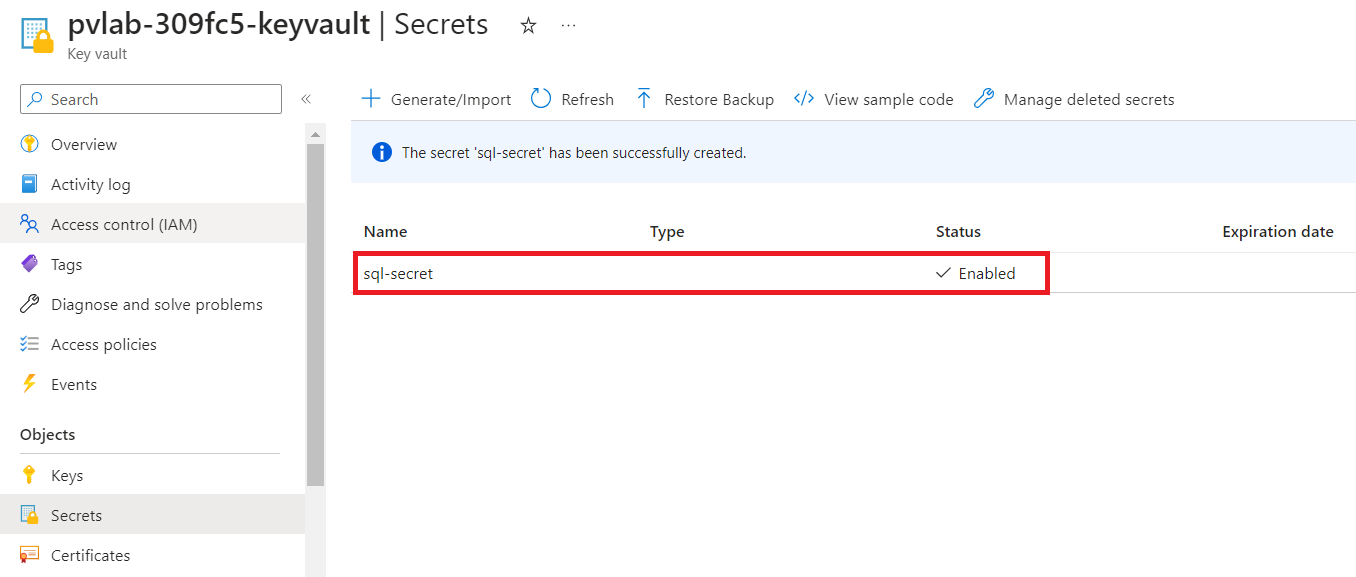 pvlab-309fc5-keyvault | Secrets ☆ ...
Key vault
Search «
Overview
Activity log
Access control (IAM)
Tags
Diagnose and solve problems
Access policies
Events
Objects
Keys
Secrets
Certificates
Generate/Import Refresh Restore Backup View sample code Manage deleted secrets
The secret 'sql-secret' has been successfully created.
Name Type Status Expiration date
sql-secret ✓ Enabled